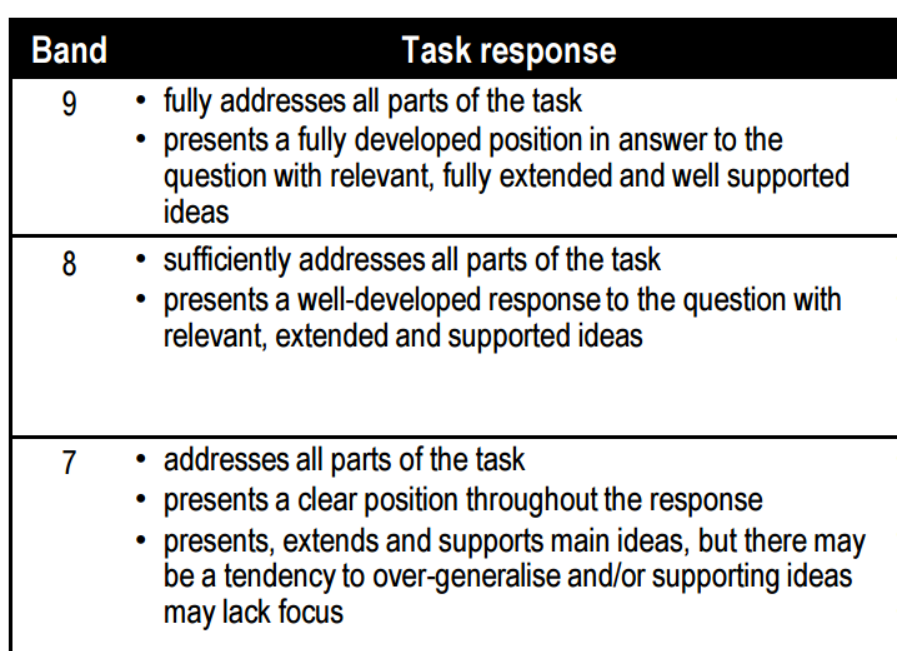 Band Task response
9 • fully addresses all parts of the task
• presents a fully developed position in answer to the
question with relevant, fully extended and well supported
ideas
8 • sufficiently addresses all parts of the task
• presents a well-developed response to the question with
relevant, extended and supported ideas
7 • addresses all parts of the task
• presents a clear position throughout the response
• presents, extends and supports main ideas, but there may
be a tendency to over-generalise and/or supporting ideas
may lack focus